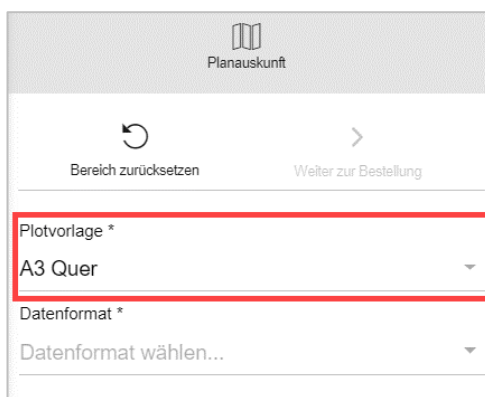 Planauskunft
Bereich zurücksetzen
Weiter zur Bestellung
Plotvorlage *
A3 Quer
Datenformat *
Datenformat wählen...